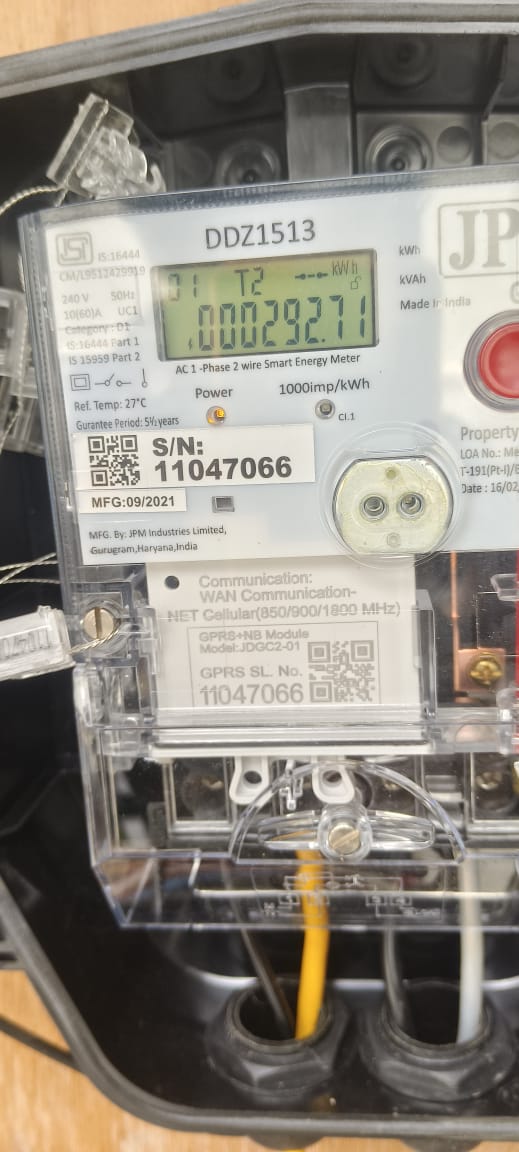 DDZ1513
IS:16444
CM/L9512429919
240 V 50Hz
10(60)A UC1
Category : D1
IS:16444 Part 1
IS 15959 Part 2
01 T2 kWh
00029271
kWh
kVAh
Made in India
JP
AC 1 -Phase 2 wire Smart Energy Meter
Power
1000imp/kWh
Cl.1
Ref. Temp: 27°C
Gurantee Period: 5½ years
S/N:
11047066
MFG:09/2021
MFG. By: JPM Industries Limited,
Gurugram,Haryana,India
Property
LOA No.: Me
T-191(Pt-I)/
Date : 16/02
Communication:
WAN Communication-
NET Cellular(850/900/1800 MHz)
GPRS+NB Module
Model:JDGC2-01
GPRS SL. No.
11047066